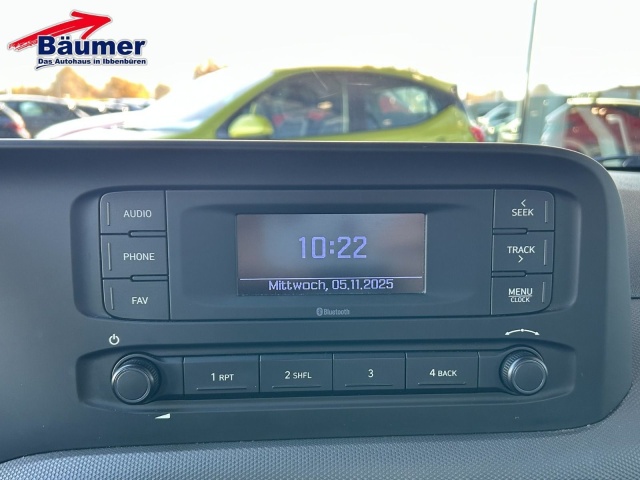 Bäumer
Das Autohaus in Ibbenbüren
AUDIO
SEEK
10:22
PHONE
TRACK
Mittwoch, 05.11.2025
FAV
MENU
CLOCK
Bluetooth
1 RPT
2 SHFL
3
4 BACK